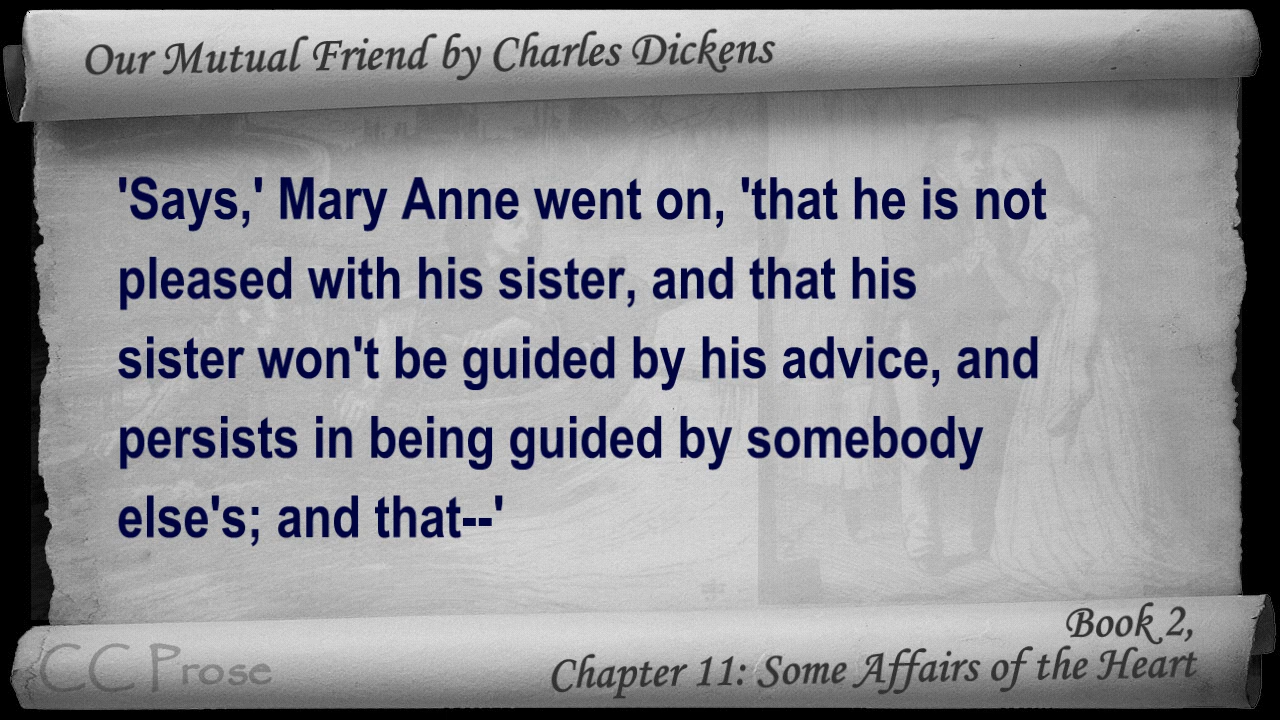 Our Mutual Friend by Charles Dickens
'Says,' Mary Anne went on, 'that he is not
pleased with his sister, and that his
sister won't be guided by his advice, and
persists in being guided by somebody
else's; and that--'
Book 2,
Chapter 11: Some Affairs of the Heart
CC Prose